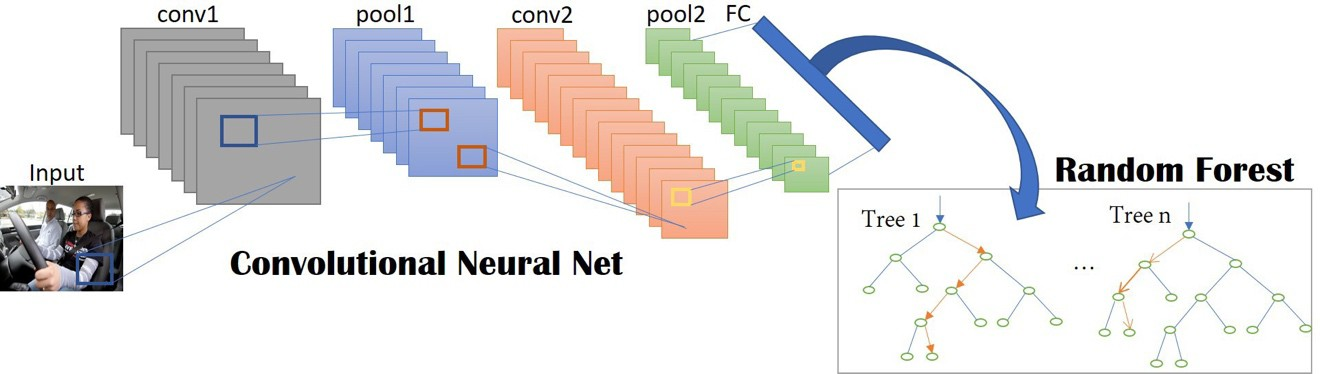 conv1
pool1
conv2
pool2
FC
Input
Convolutional Neural Net
Random Forest
Tree 1
...
Tree n